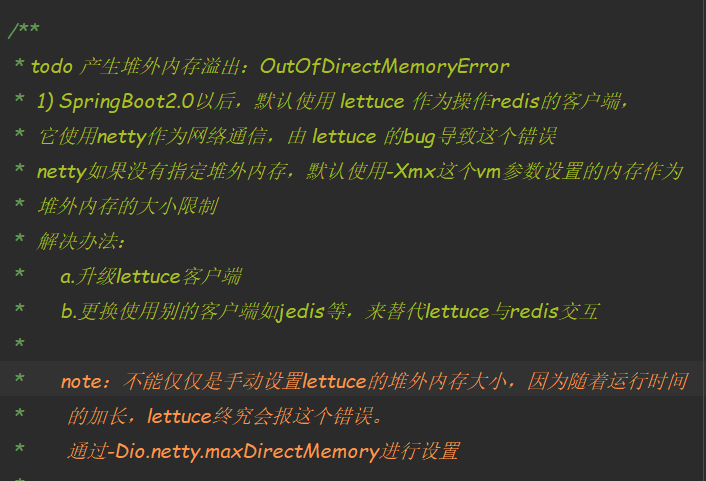 /**
* todo 产生堆外内存溢出：OutOfDirectMemoryError
* 1) SpringBoot2.0以后，默认使用 lettuce 作为操作redis的客户端，
* 它使用netty作为网络通信，由 lettuce 的bug导致这个错误
* netty如果没有指定堆外内存，默认使用-Xmx这个vm参数设置的内存作为
* 堆外内存的大小限制
* 解决办法：
* a.升级lettuce客户端
* b.更换使用别的客户端如jedis等，来替代lettuce与redis交互
*
* note：不能仅仅是手动设置lettuce的堆外内存大小，因为随着运行时间
* 的加长，lettuce终究会报这个错误。
* 通过-Dio.netty.maxDirectMemory进行设置
*